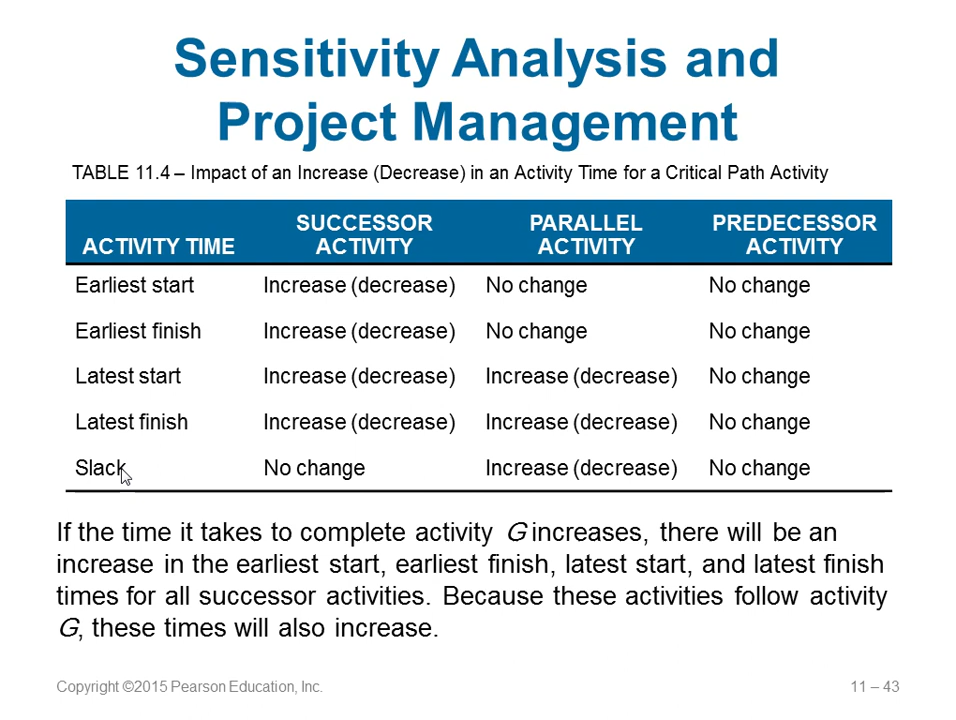 Sensitivity Analysis and
Project Management
TABLE 11.4 – Impact of an Increase (Decrease) in an Activity Time for a Critical Path Activity
ACTIVITY TIME SUCCESSOR ACTIVITY PARALLEL ACTIVITY PREDECESSOR ACTIVITY
Earliest start Increase (decrease) No change No change
Earliest finish Increase (decrease) No change No change
Latest start Increase (decrease) Increase (decrease) No change
Latest finish Increase (decrease) Increase (decrease) No change
Slack No change Increase (decrease) No change
If the time it takes to complete activity G increases, there will be an
increase in the earliest start, earliest finish, latest start, and latest finish
times for all successor activities. Because these activities follow activity
G, these times will also increase.
Copyright ©2015 Pearson Education, Inc. 11 – 43